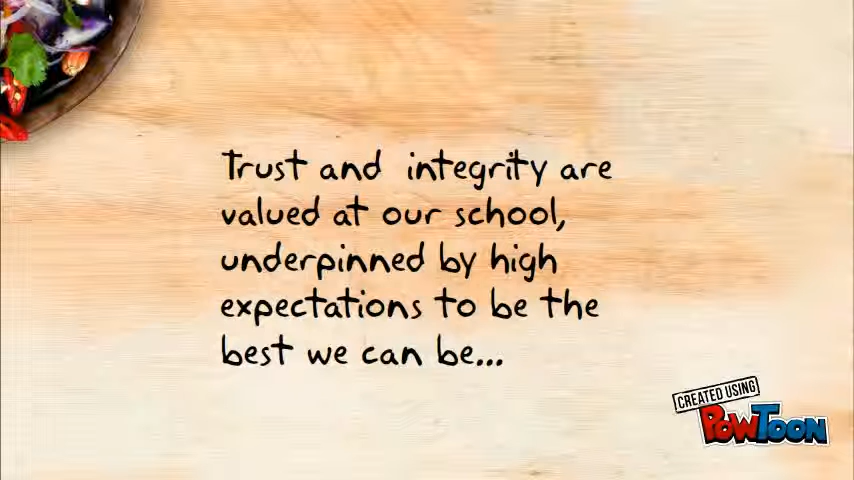 Trust and integrity are
valued at our school,
underpinned by high
expectations to be the
best we can be...
CREATED USING
POWTOON